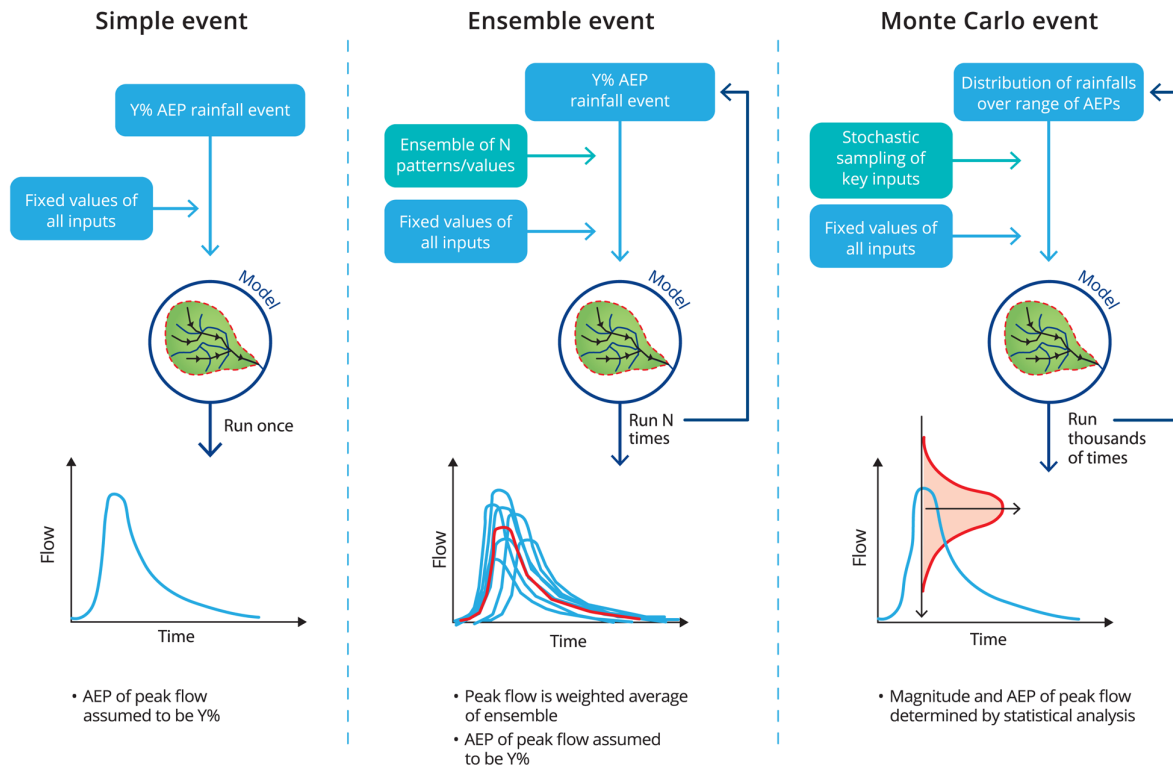 Simple event
Y% AEP rainfall event
Fixed values of
all inputs
Model
Run once
Flow
Time
• AEP of peak flow
assumed to be Y%
Ensemble event
Y% AEP
rainfall event
Ensemble of N
patterns/values
Fixed values of
all inputs
Model
Run N
times
Flow
Time
• Peak flow is weighted average
of ensemble
• AEP of peak flow assumed
to be Y%
Monte Carlo event
Distribution of rainfalls
over range of AEPs
Stochastic
sampling of
key inputs
Fixed values of
all inputs
Model
Run
thousands
of times
Flow
Time
• Magnitude and AEP of peak flow
determined by statistical analysis